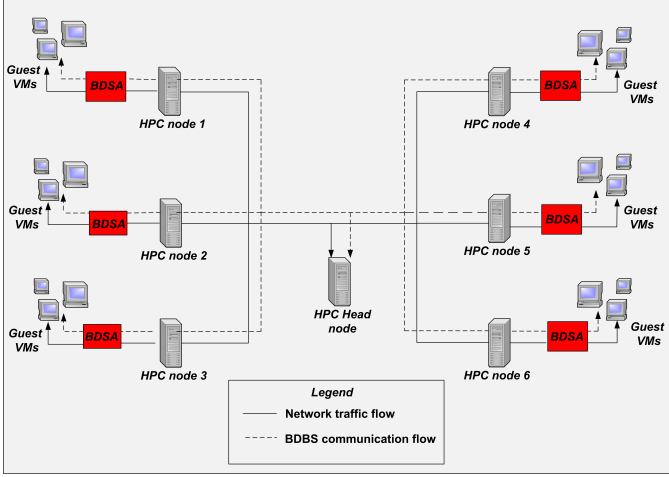 Guest
VMs
BDSA
HPC node 1
HPC node 4
BDSA
Guest
VMs
Guest
VMs
BDSA
HPC node 2
HPC node 5
BDSA
Guest
VMs
HPC Head
node
Guest
VMs
BDSA
HPC node 3
HPC node 6
BDSA
Guest
VMs
Legend
Network traffic flow
BDBS communication flow